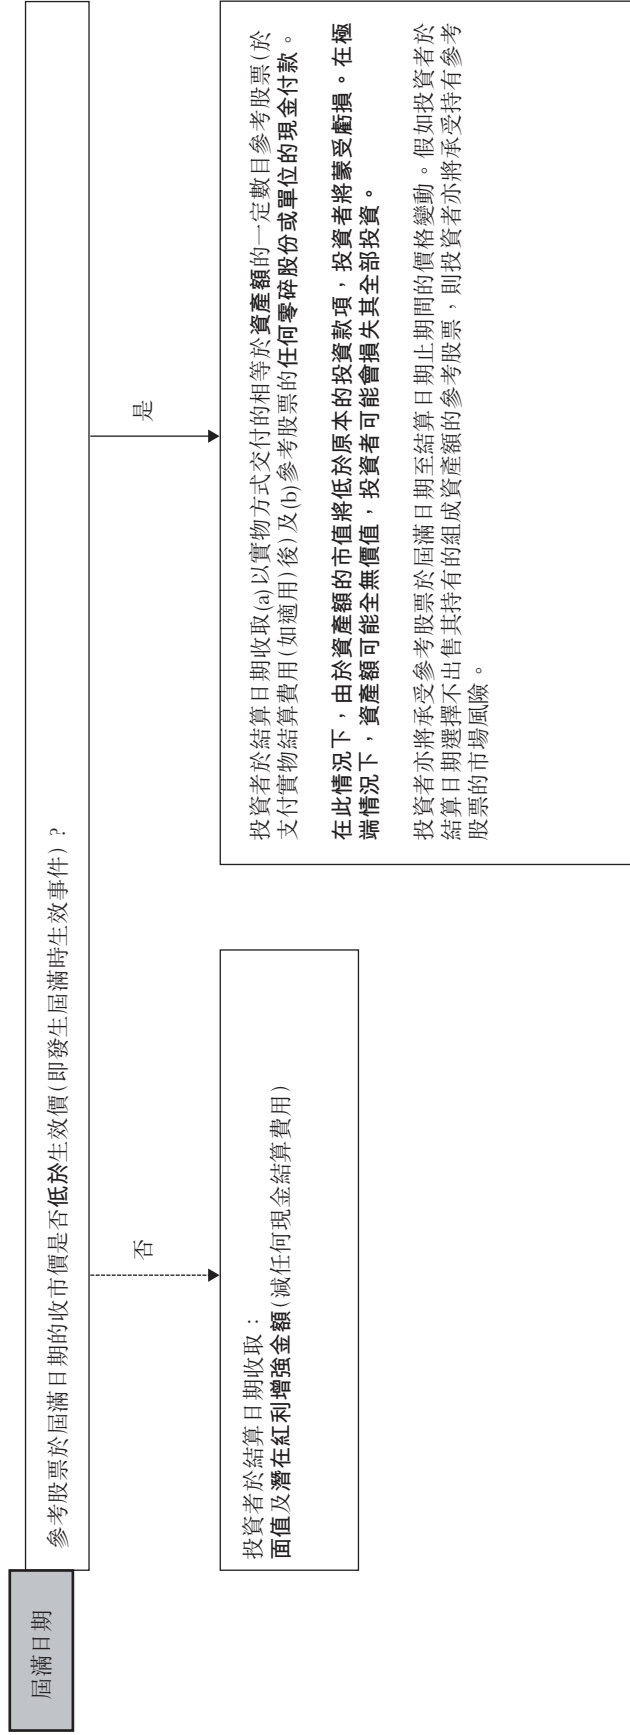 屆滿日期
參考股票於屆滿日期的收市價是否低於生效價(即發生屆滿時生效事件)?
否
是
投資者於結算日期收取：
面值及潛在紅利增強金額(減任何現金結算費用)
投資者於結算日期收取(a)以實物方式交付的相等於資產額的一定數目參考股票(於
支付實物結算費用(如適用)後)及(b)參考股票的任何零碎股份或單位的現金付款。
在此情況下，由於資產額的市值將低於原本的投資款項，投資者將蒙受虧損。在極
端情況下，資產額可能全無價值，投資者可能會損失其全部投資。
投資者亦將承受參考股票於屆滿日期至結算日期止期間的價格變動。假如投資者於
結算日期選擇不出售其持有的組成資產額的參考股票，則投資者亦將承受持有參考
股票的市場風險。